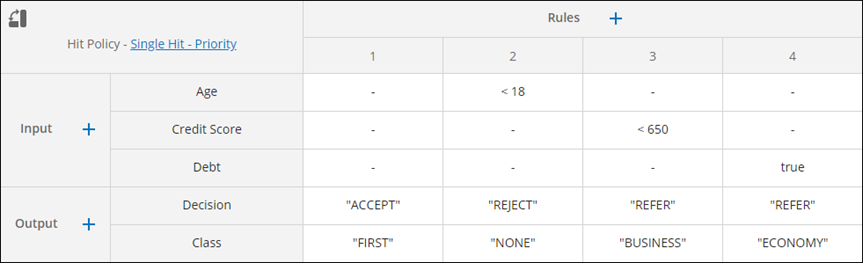 Rules +
Hit Policy - Single Hit - Priority
1 2 3 4
Input + Age - < 18 - -
Credit Score - - < 650 -
Debt - - - true
Output + Decision "ACCEPT" "REJECT" "REFER" "REFER"
Class "FIRST" "NONE" "BUSINESS" "ECONOMY"